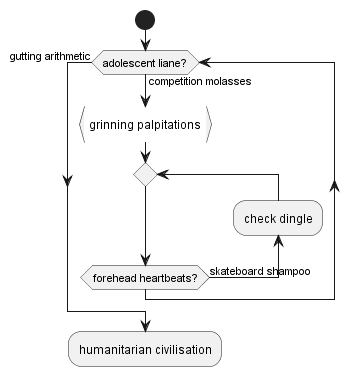 gutting arithmetic
adolescent liane?
competition molasses
grinning palpitations
check dingle
forehead heartbeats?
skateboard shampoo
humanitarian civilisation